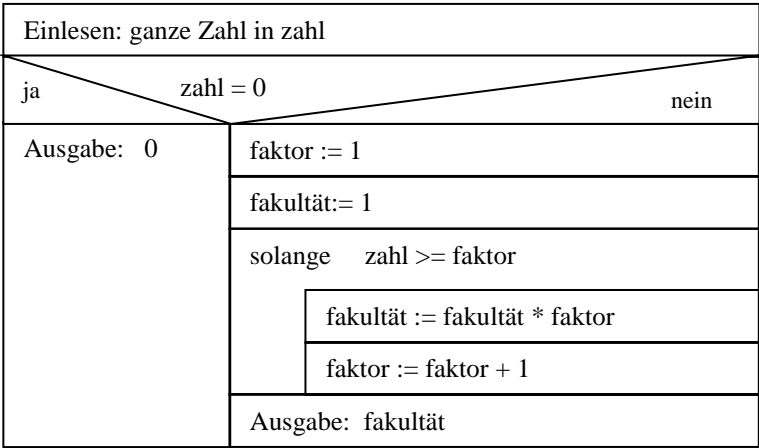 Einlesen: ganze Zahl in zahl
ja zahl = 0 nein
Ausgabe: 0
faktor := 1
fakultät:= 1
solange zahl >= faktor
fakultät := fakultät * faktor
faktor := faktor + 1
Ausgabe: fakultät